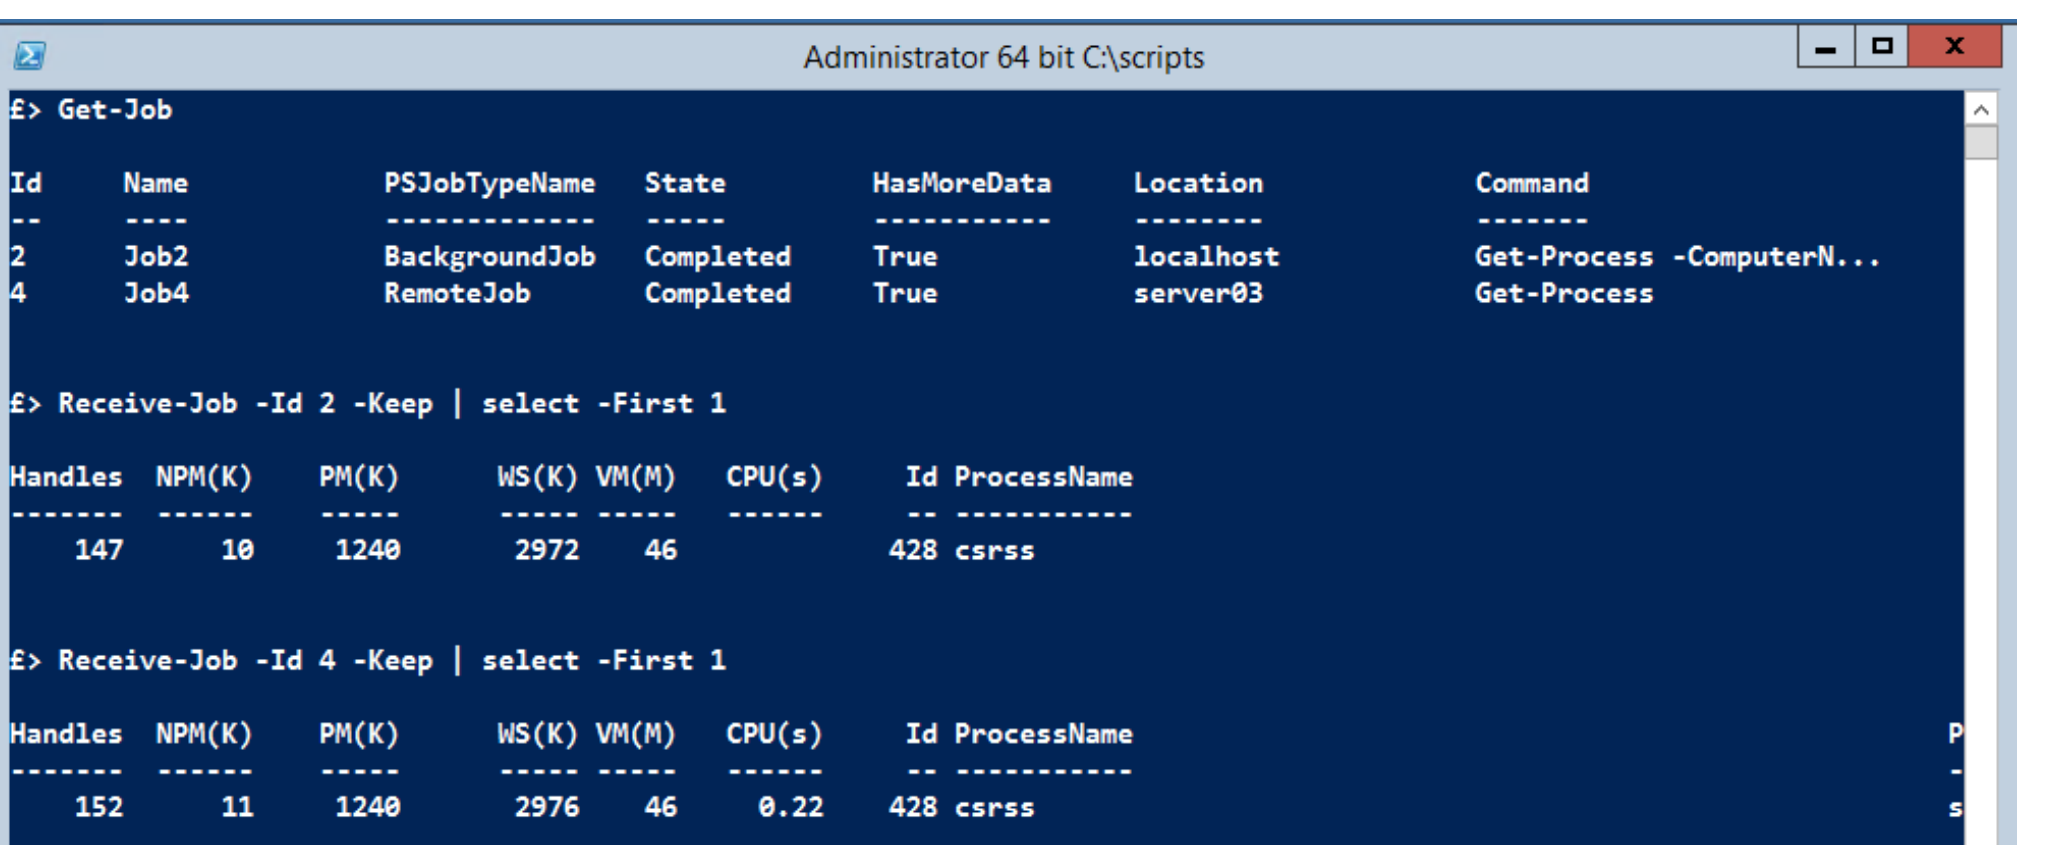 Administrator 64 bit C:\scripts
£> Get-Job
Id Name PSJobTypeName State HasMoreData Location Command
-- ---- ------------- ----- ----------- -------- -------
2 Job2 BackgroundJob Completed True localhost Get-Process -ComputerN...
4 Job4 RemoteJob Completed True server03 Get-Process
£> Receive-Job -Id 2 -Keep | select -First 1
Handles NPM(K) PM(K) WS(K) VM(M) CPU(s) Id ProcessName
------- ------ ----- ----- ----- ------ -- -----------
147 10 1240 2972 46 428 csrss
£> Receive-Job -Id 4 -Keep | select -First 1
Handles NPM(K) PM(K) WS(K) VM(M) CPU(s) Id ProcessName P
------- ------ ----- ----- ----- ------ -- ----------- -
152 11 1240 2976 46 0.22 428 csrss s